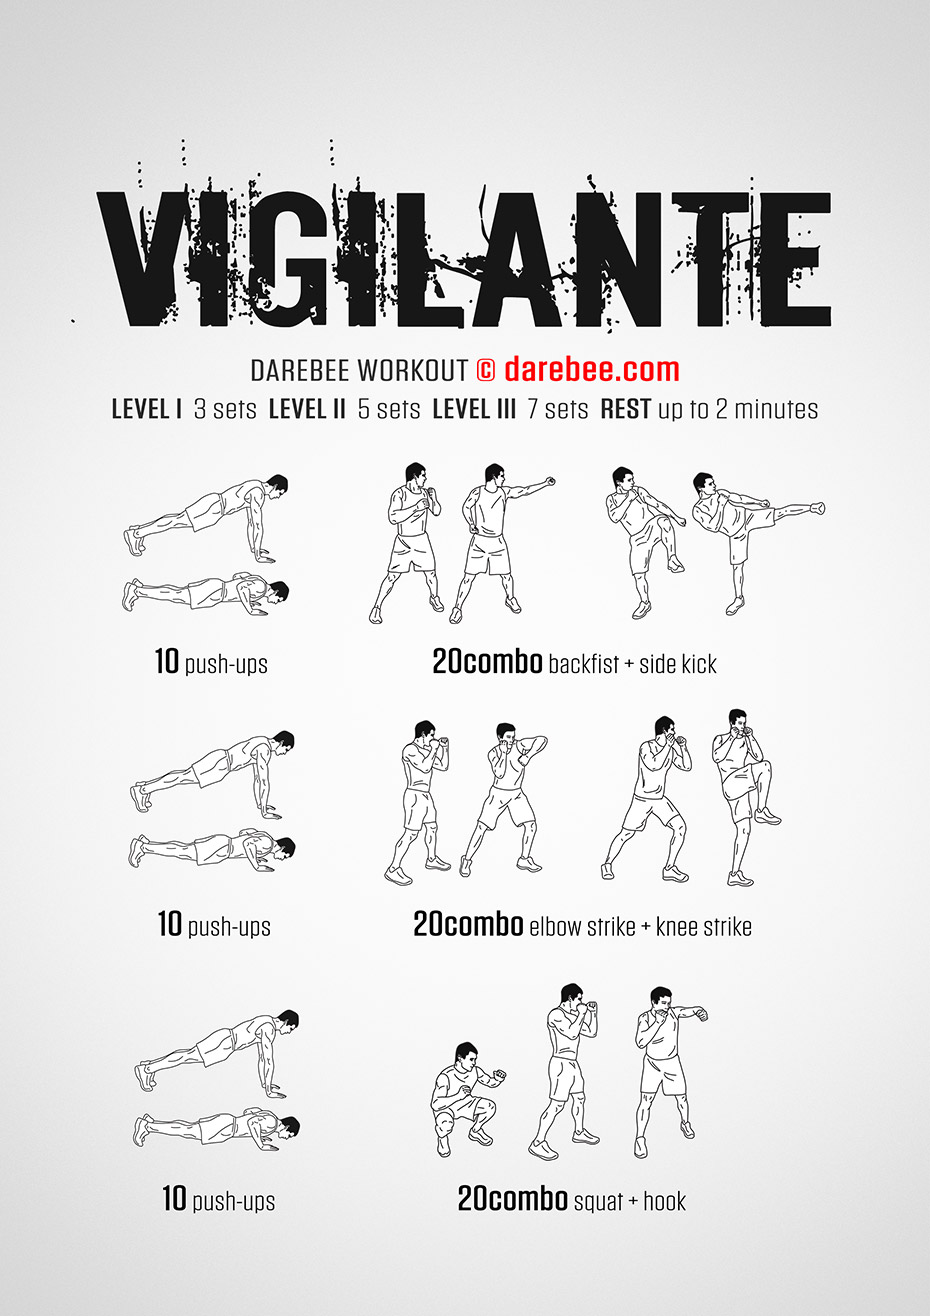 VIGILANTE
DAREBEE WORKOUT © darebee.com
LEVEL I 3 sets LEVEL II 5 sets LEVEL III 7 sets REST up to 2 minutes
10 push-ups
20combo backfist + side kick
10 push-ups
20combo elbow strike + knee strike
10 push-ups
20combo squat + hook